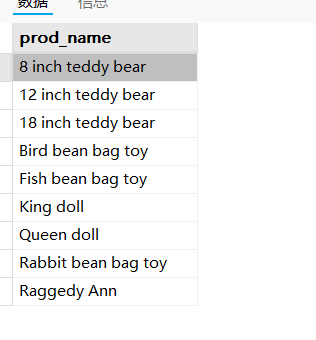 数据 信息
prod_name
8 inch teddy bear
12 inch teddy bear
18 inch teddy bear
Bird bean bag toy
Fish bean bag toy
King doll
Queen doll
Rabbit bean bag toy
Raggedy Ann